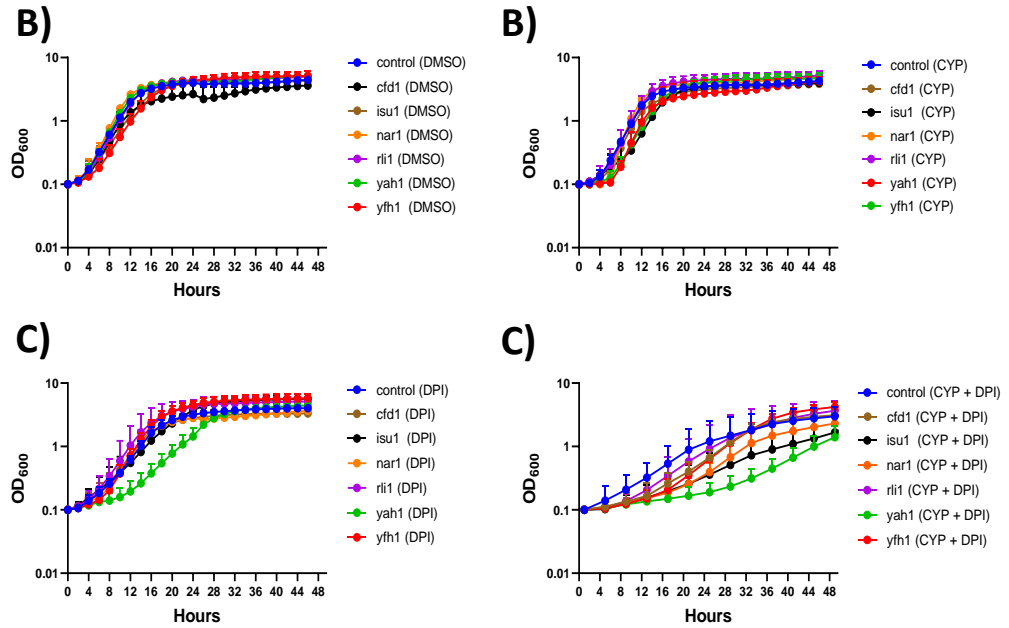 B)
10
1
0.1
0.01
OD600
0 4 8 12 16 20 24 28 32 36 40 44 48
Hours
control (DMSO)
cfd1 (DMSO)
isu1 (DMSO)
nar1 (DMSO)
rli1 (DMSO)
yah1 (DMSO)
yfh1 (DMSO)
B)
10
1
0.1
0.01
OD600
0 4 8 12 16 20 24 28 32 36 40 44 48
Hours
control (CYP)
cfd1 (CYP)
isu1 (CYP)
nar1 (CYP)
rli1 (CYP)
yah1 (CYP)
yfh1 (CYP)
C)
10
1
0.1
0.01
OD600
0 4 8 12 16 20 24 28 32 36 40 44 48
Hours
control (DPI)
cfd1 (DPI)
isu1 (DPI)
nar1 (DPI)
rli1 (DPI)
yah1 (DPI)
yfh1 (DPI)
C)
10
1
0.1
0.01
OD600
0 4 8 12 16 20 24 28 32 36 40 44 48
Hours
control (CYP + DPI)
cfd1 (CYP + DPI)
isu1 (CYP + DPI)
nar1 (CYP + DPI)
rli1 (CYP + DPI)
yah1 (CYP + DPI)
yfh1 (CYP + DPI)